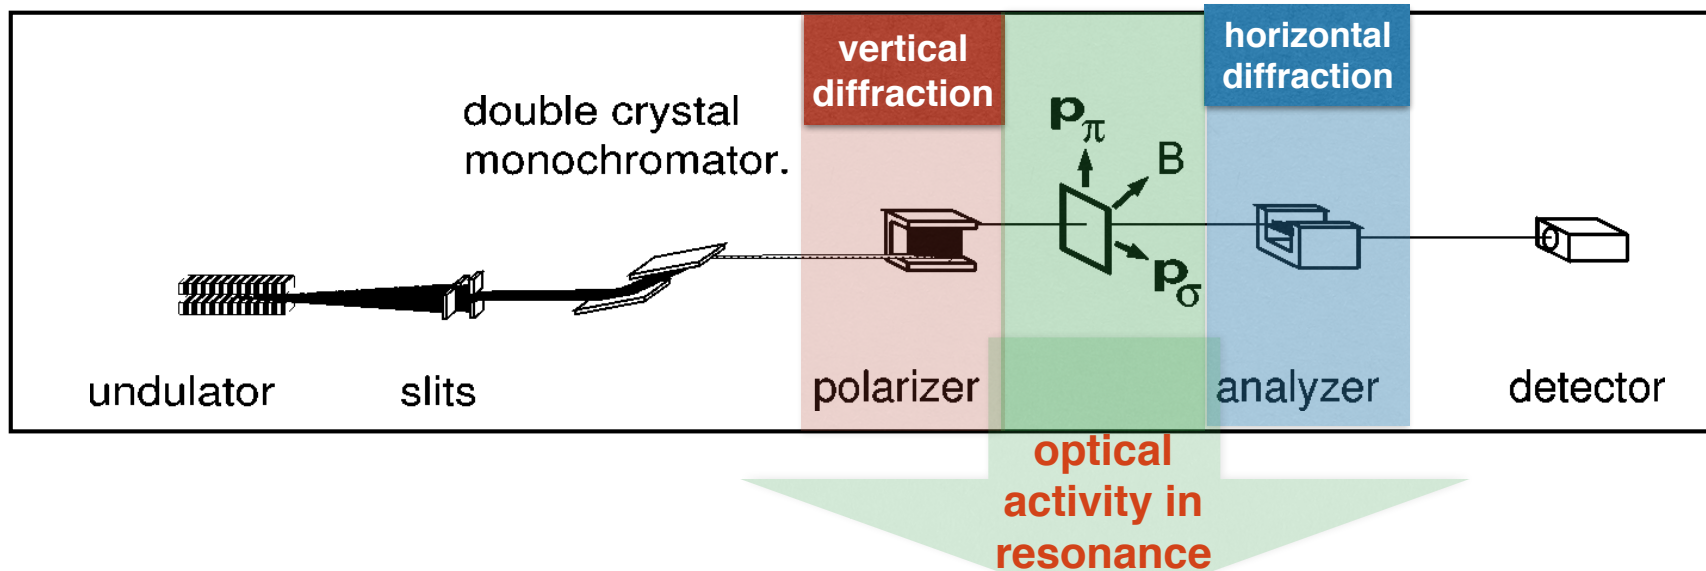 vertical
diffraction
horizontal
diffraction
double crystal
monochromator.
pπ
B
pσ
undulator
slits
polarizer
analyzer
detector
optical
activity in
resonance